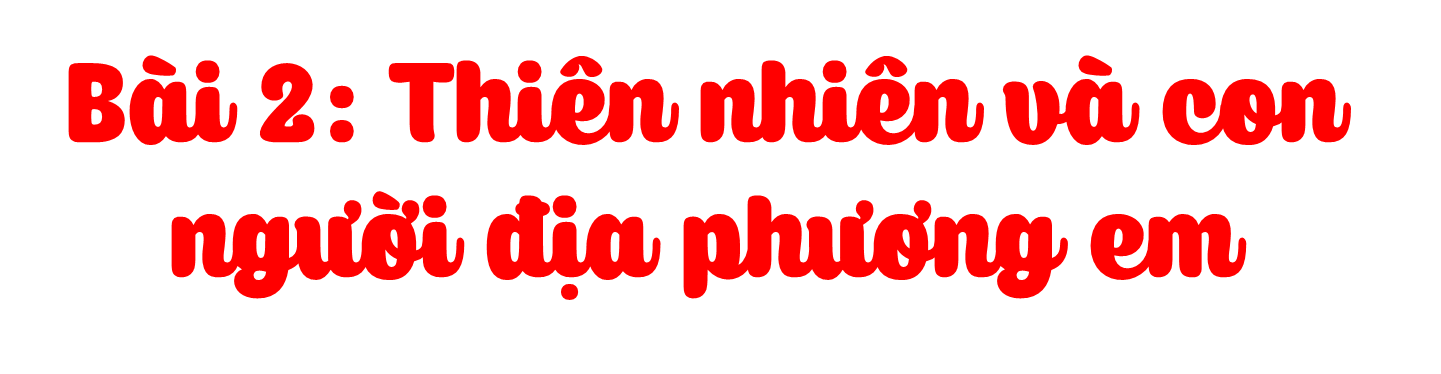 Bài 2: Thiên nhiên và con
người địa phương em